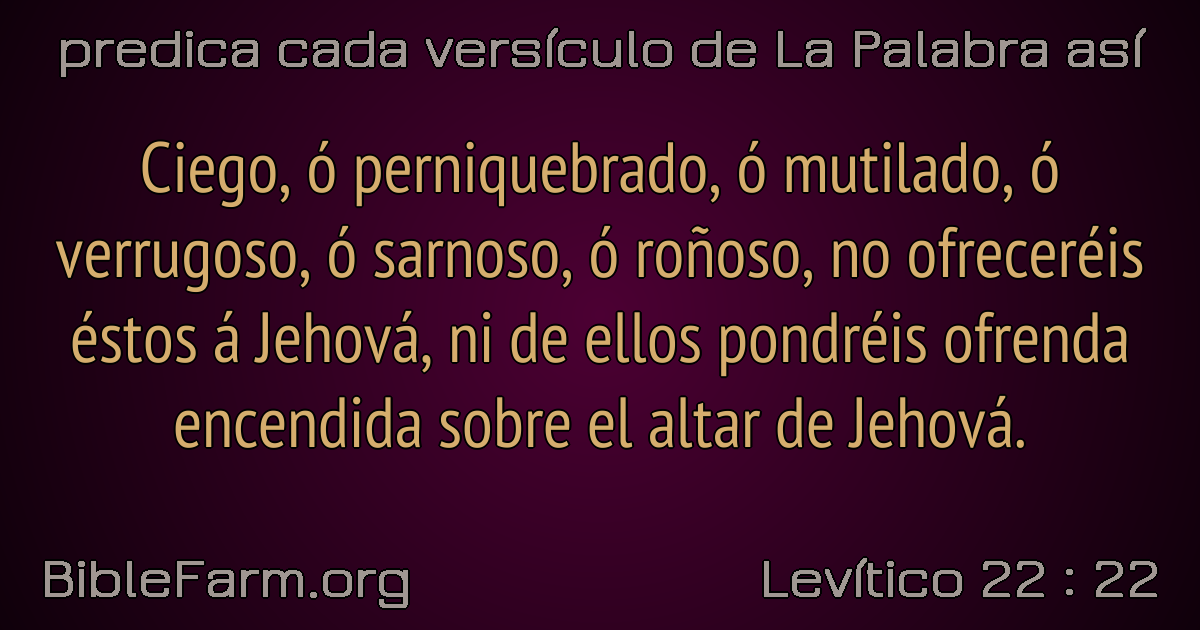 predica cada versículo de La Palabra así
Ciego, ó perniquebrado, ó mutilado, ó
verrugoso, ó sarnoso, ó roñoso, no ofreceréis
éstos á Jehová, ni de ellos pondréis ofrenda
encendida sobre el altar de Jehová.
BibleFarm.org
Levítico 22 : 22